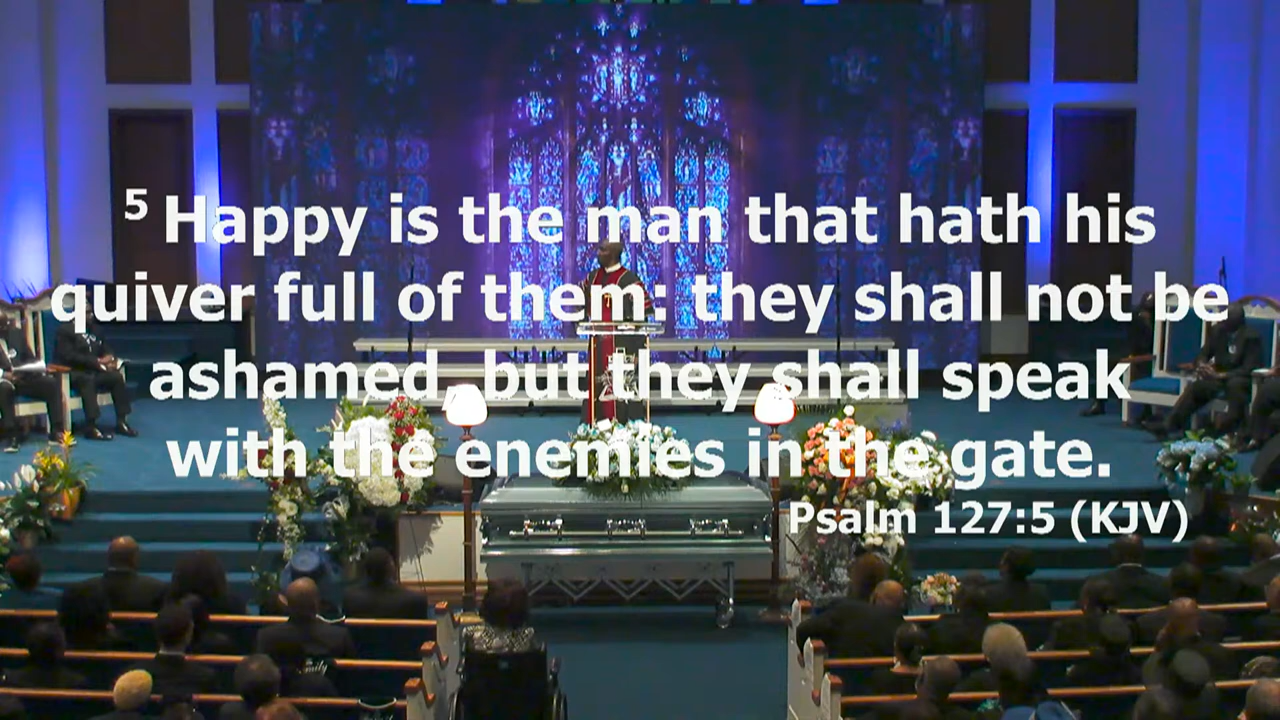 5 Happy is the man that hath his
quiver full of them: they shall not be
ashamed, but they shall speak
with the enemies in the gate.
Psalm 127:5 (KJV)